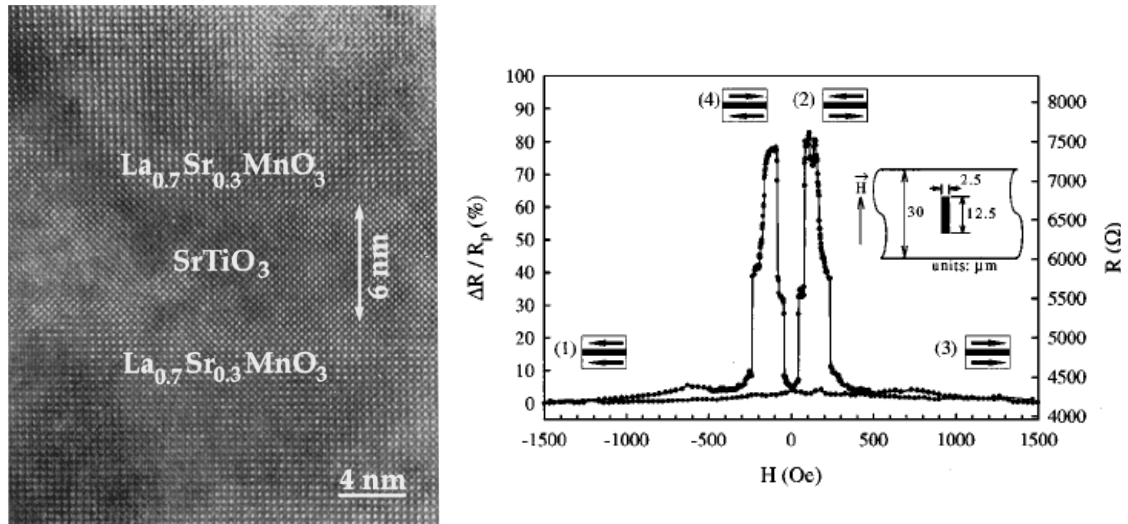 La0.7Sr0.3MnO3
SrTiO3
6 nm
La0.7Sr0.3MnO3
4 nm
ΔR / Rp (%)
100
90
80
70
60
50
40
30
20
10
0
(4)
(2)
(1)
(3)
H
30
2.5
12.5
units: μm
8000
7500
7000
6500
6000
5500
5000
4500
4000
R (Ω)
-1500 -1000 -500 0 500 1000 1500
H (Oe)